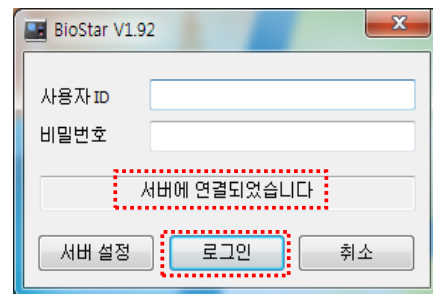 BioStar V1.92
사용자 ID
비밀번호
서버에 연결되었습니다
서버 설정 로그인 취소